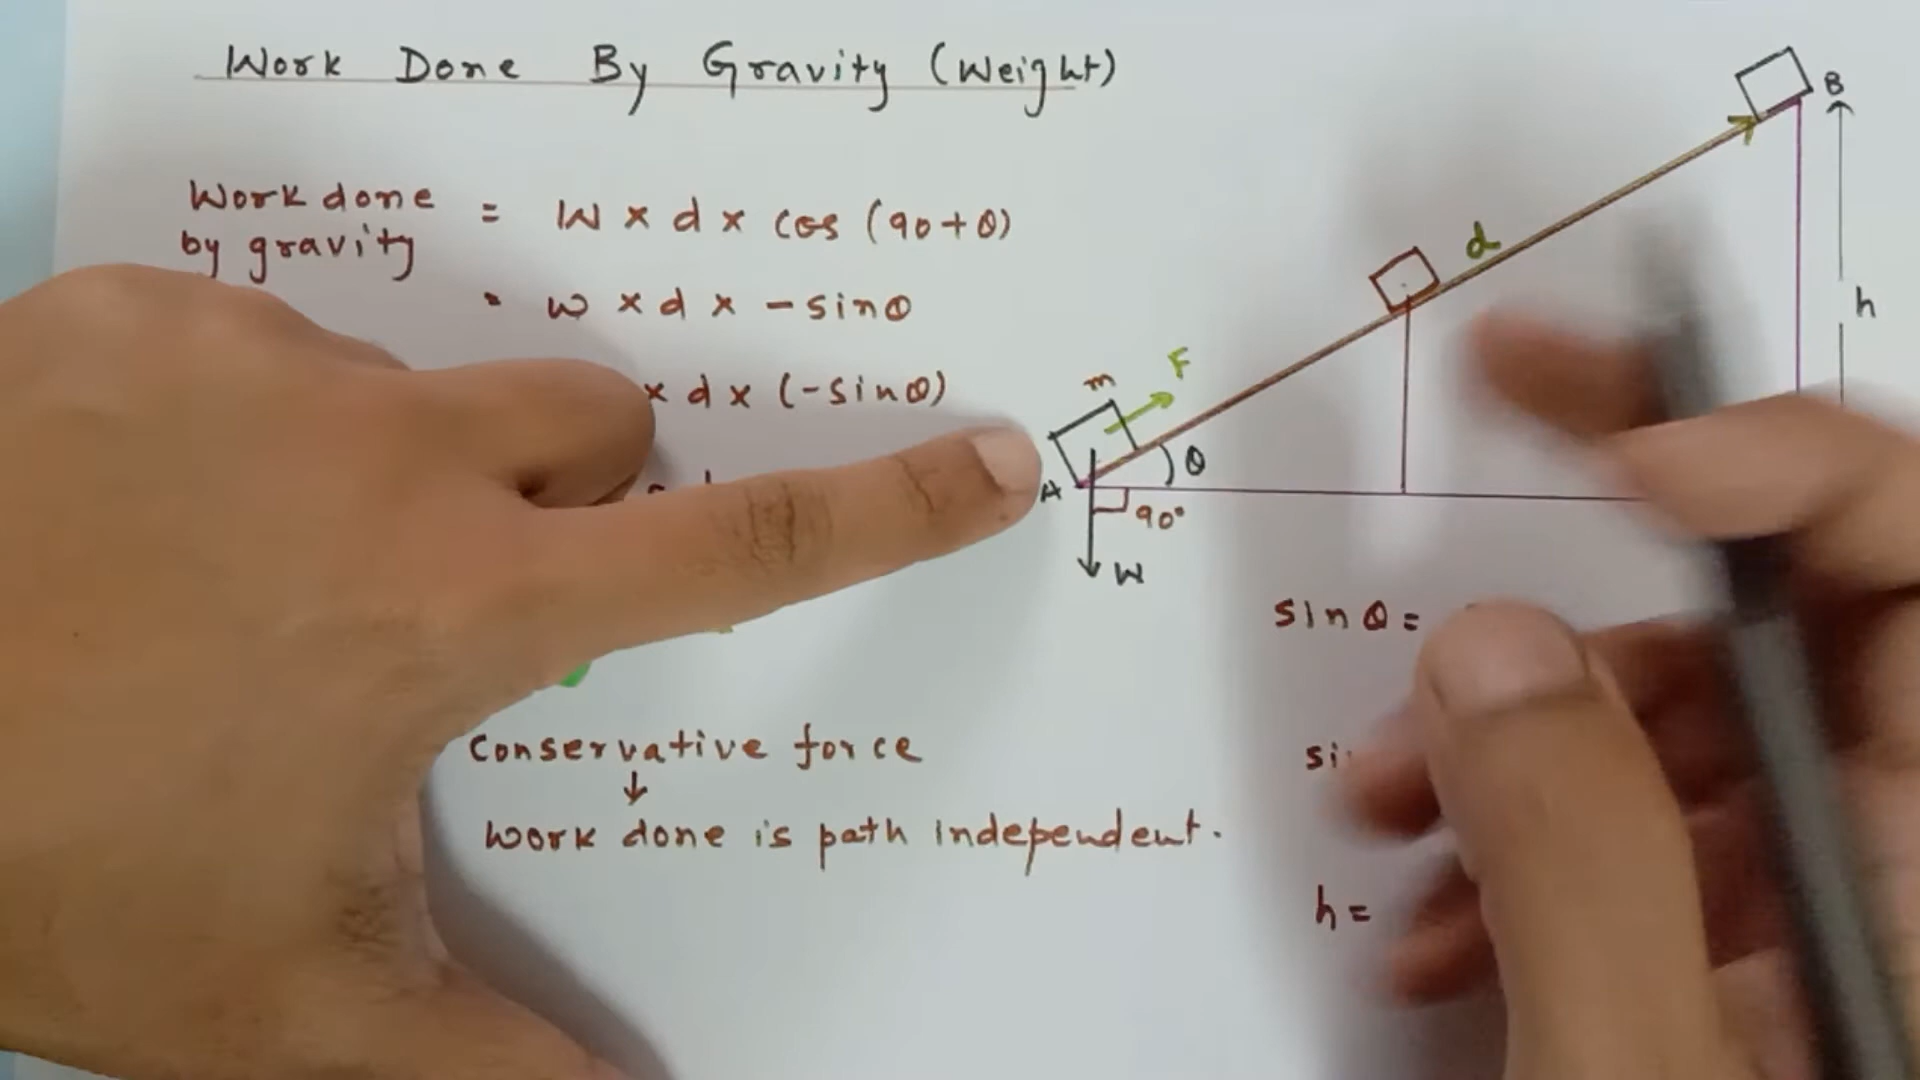 Work Done By Gravity (Weight)
Work done
by gravity
= W x d x cos (90+θ)
= w x d x - sinθ
x d x (-sinθ)
Conservative force
↓
Work done is path independent.
B
h
d
F
m
θ
A
90°
W
sinθ =
h =